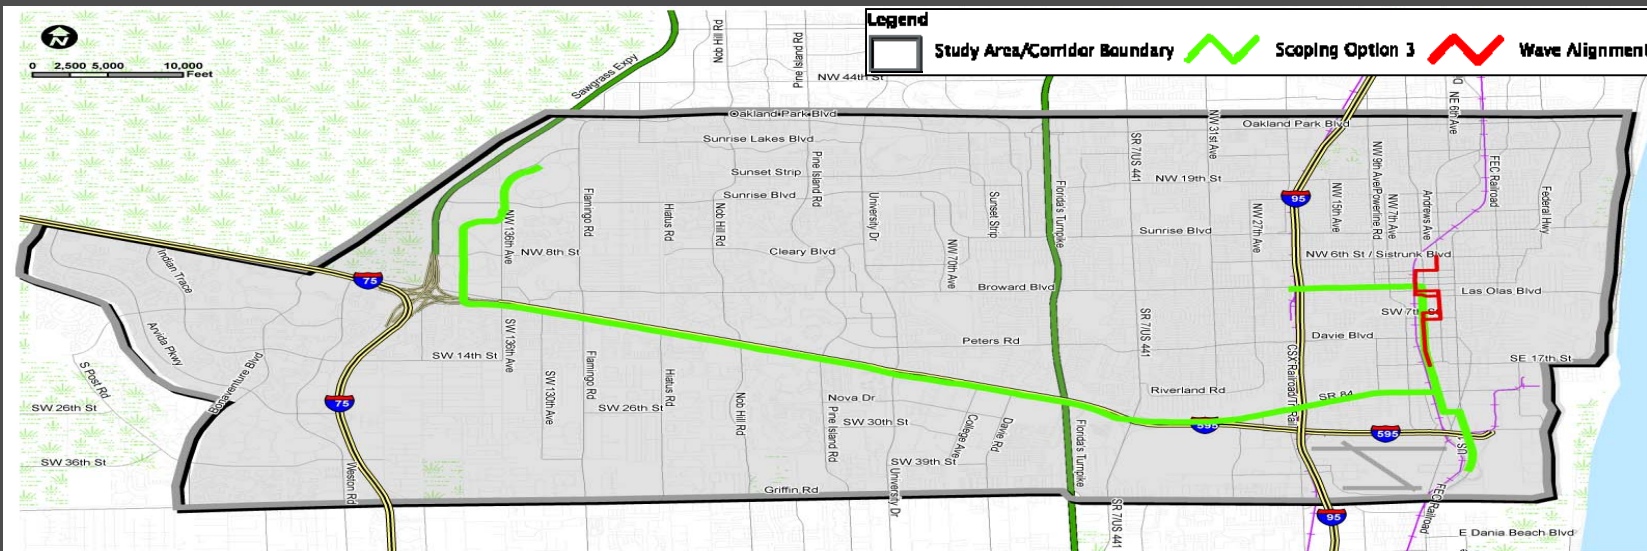 Legend
Study Area/Corridor Boundary
Scoping Option 3
Wave Alignment
N
0 2,500 5,000 10,000
Feet
Sawgrass Expy
Nob Hill Rd
Pine Island Rd
NW 44th St
NE 6th Ave
Oakland Park Blvd
Oakland Park Blvd
Sunrise Lakes Blvd
Sunset Strip
Sunrise Blvd
Pine Island Rd
NW 31st Ave
SR 7/US 441
NW 19th St
FEC Railroad
95
NW 15th Ave
NW 9th Ave/Powerline Rd
NW 7th Ave
Andrews Ave
Federal Hwy
Flamingo Rd
Hiatus Rd
Nob Hill Rd
University Dr
Sunset Strip
Florida's Turnpike
NW 27th Ave
NW 136th Ave
NW 8th St
Cleary Blvd
NW 70th Ave
Sunrise Blvd
NW 6th St / Sistrunk Blvd
Indian Trace
75
Broward Blvd
Las Olas Blvd
SW 7th St
Arvida Pkwy
SW 136th Ave
SW 14th St
Peters Rd
SR 7/US 441
Davie Blvd
SE 17th St
S Post Rd
Bonaventure Blvd
SW 130th Ave
Flamingo Rd
Hiatus Rd
Nob Hill Rd
Riverland Rd
SR 84
75
SW 26th St
SW 26th St
Nova Dr
Pine Island Rd
SW 30th St
College Ave
Davie Rd
595
595
CSX Railroad/Tri Rail
SW 36th St
Weston Rd
SW 39th St
University Dr
Florida's Turnpike
US
Griffin Rd
SR 7/US 441
95
FEC Railroad
E Dania Beach Blvd